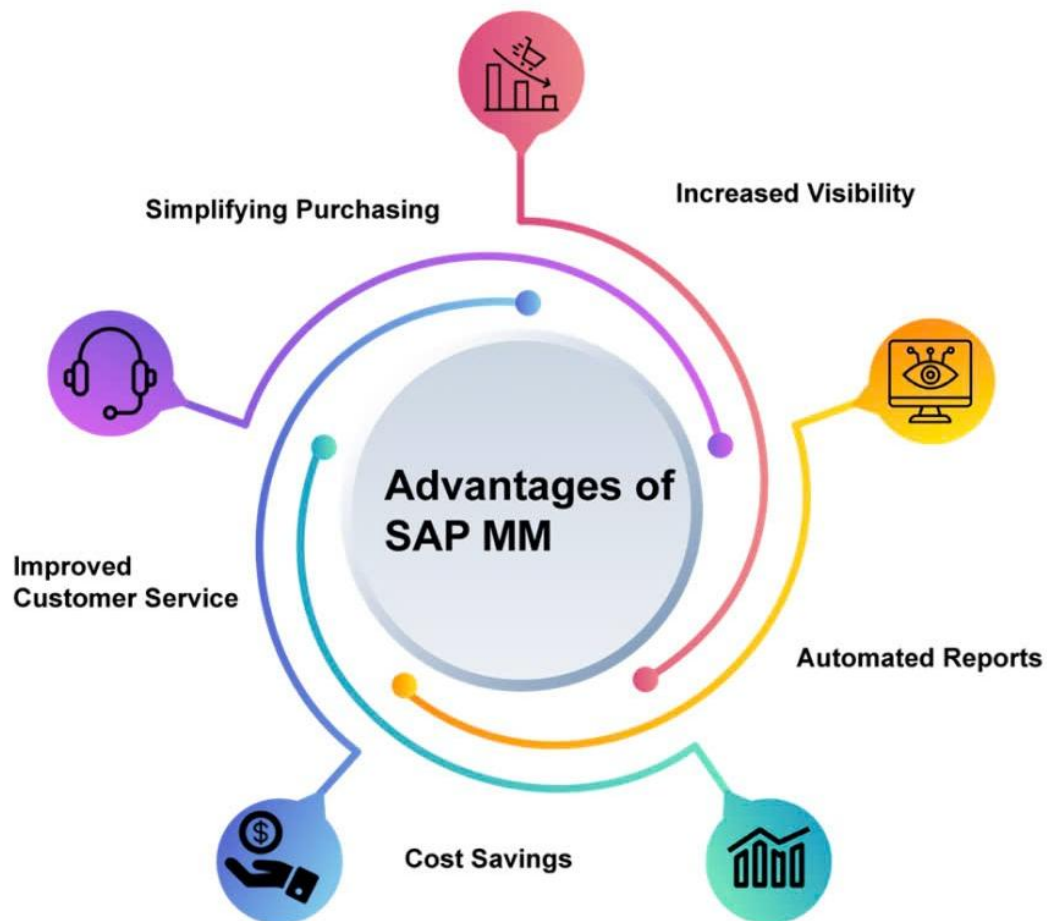 Increased Visibility
Simplifying Purchasing
Advantages of
SAP MM
Improved
Customer Service
Automated Reports
Cost Savings
$